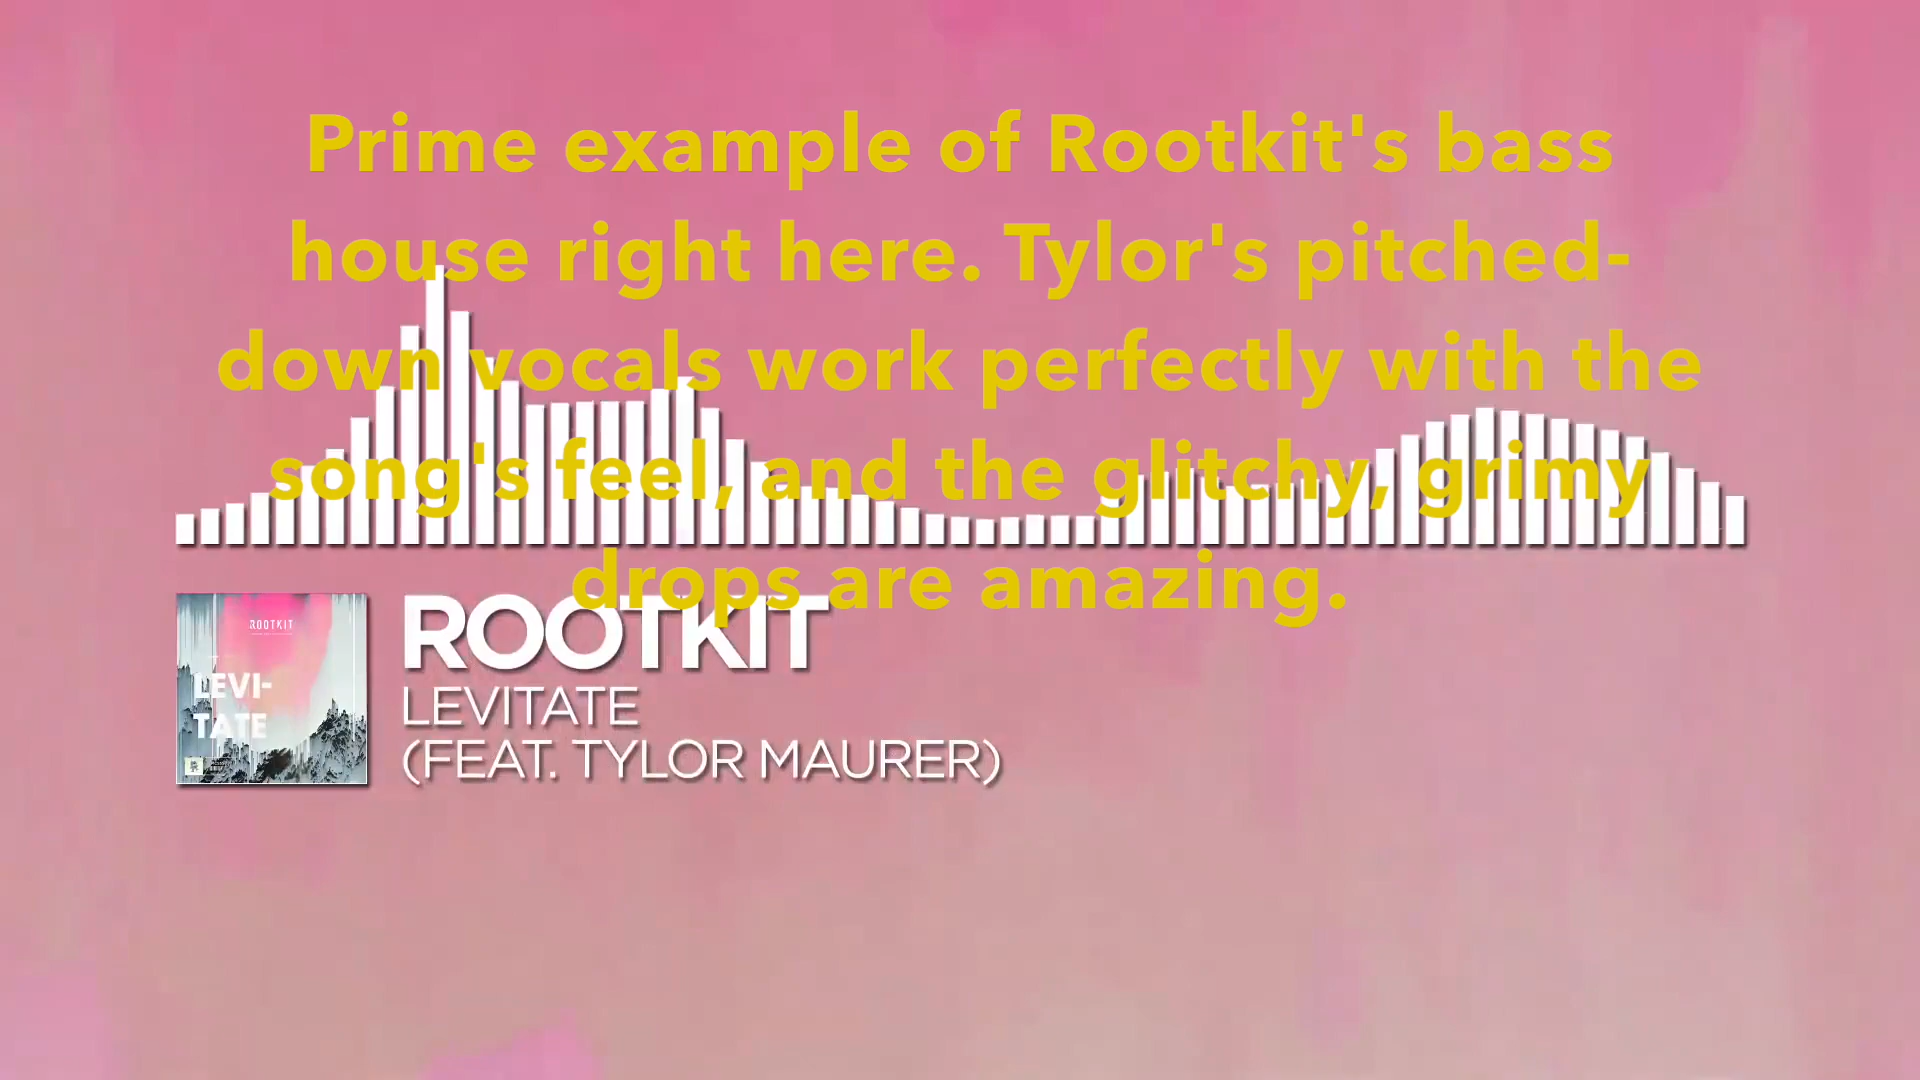 Prime example of Rootkit's bass
house right here. Tylor's pitched-
down vocals work perfectly with the
song's feel, and the glitchy, grimy
drops are amazing.
ROOTKIT
LEVITATE
(FEAT. TYLOR MAURER)
ROOTKIT
LEVI-
TATE